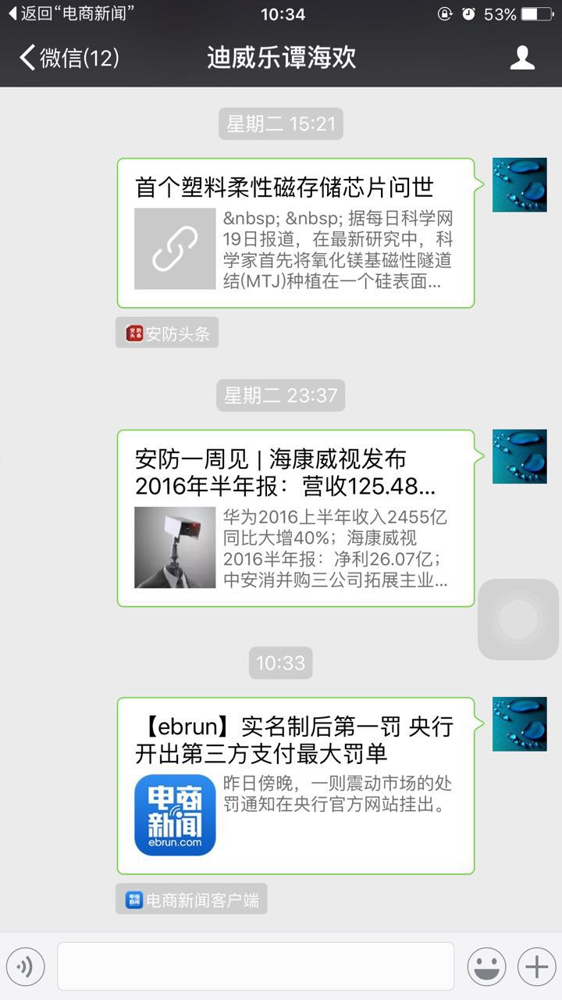 返回“电商新闻”
10:34
53%
微信(12)
迪威乐谭海欢
星期二 15:21
首个塑料柔性磁存储芯片问世
&nbsp; &nbsp; 据每日科学网
19日报道，在最新研究中，科
学家首先将氧化镁基磁性隧道
结(MTJ)种植在一个硅表面...
安防头条
安防头条
星期二 23:37
安防一周见 | 海康威视发布
2016年半年报：营收125.48...
华为2016上半年收入2455亿
同比大增40%；海康威视
2016半年报：净利26.07亿；
中安消并购三公司拓展主业...
10:33
【ebrun】实名制后第一罚 央行
开出第三方支付最大罚单
昨日傍晚，一则震动市场的处
罚通知在央行官方网站挂出。
电商
新闻
ebrun.com
电商新闻客户端